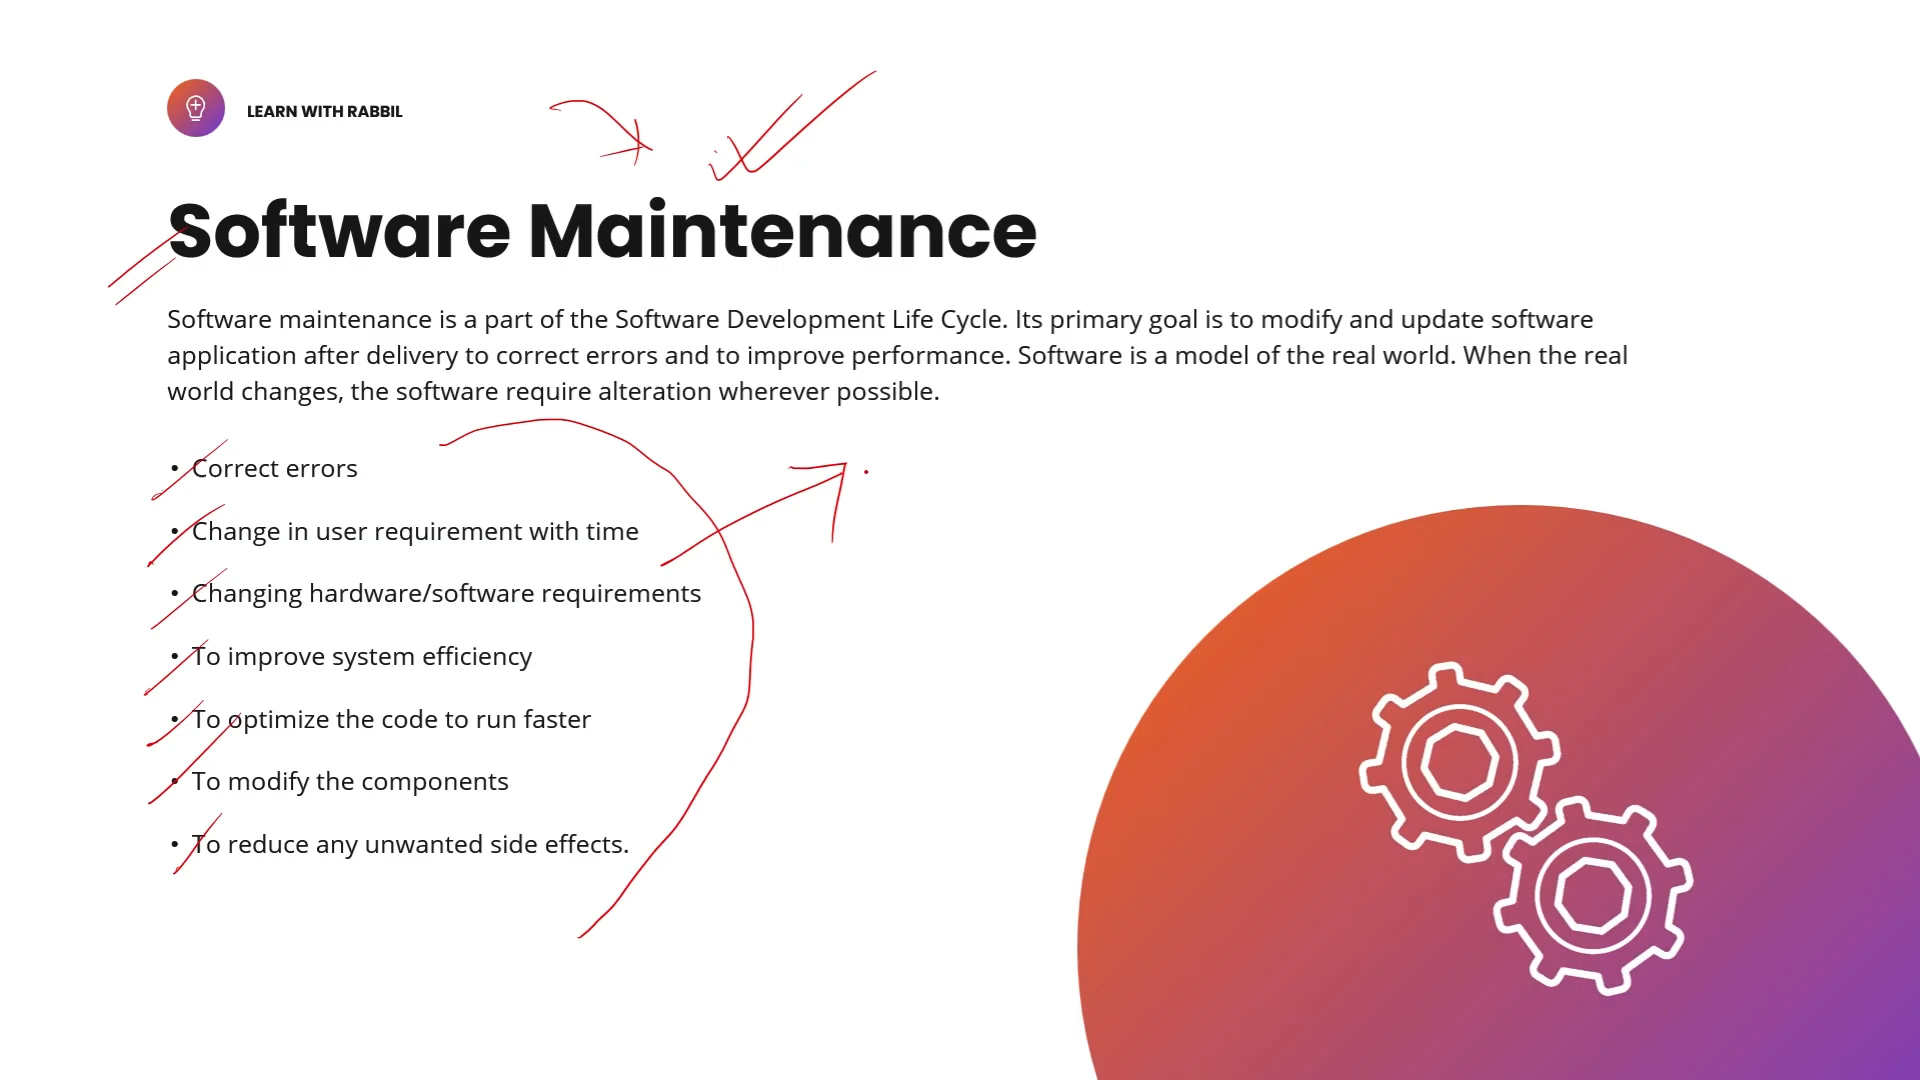 LEARN WITH RABBIL
Software Maintenance
Software maintenance is a part of the Software Development Life Cycle. Its primary goal is to modify and update software
application after delivery to correct errors and to improve performance. Software is a model of the real world. When the real
world changes, the software require alteration wherever possible.
• Correct errors
• Change in user requirement with time
• Changing hardware/software requirements
• To improve system efficiency
• To optimize the code to run faster
• To modify the components
• To reduce any unwanted side effects.